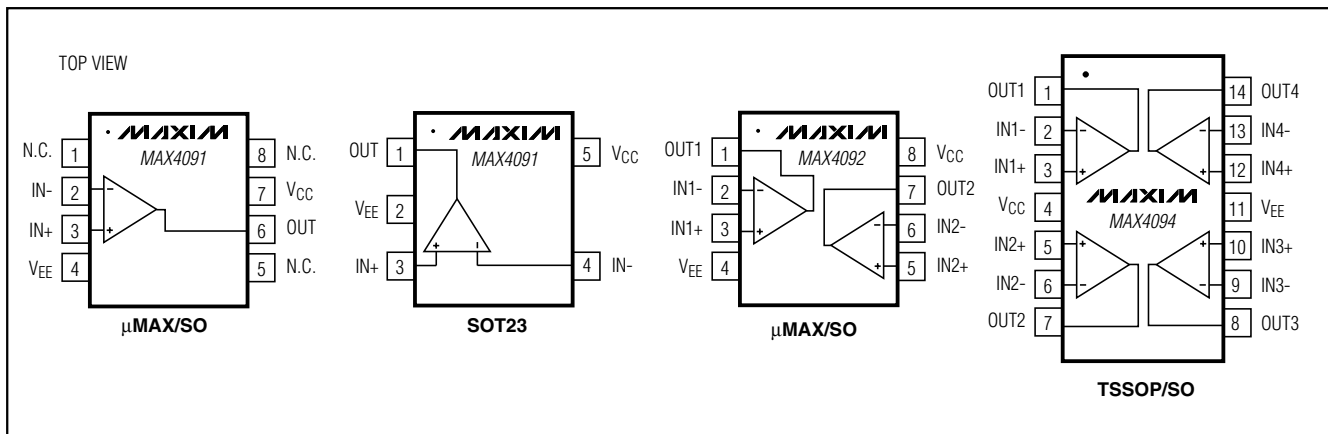 TOP VIEW
MAXIM
MAX4091
N.C. 1
IN- 2
IN+ 3
VEE 4
8 N.C.
7 VCC
6 OUT
5 N.C.
- +
µMAX/SO
MAXIM
MAX4091
OUT 1
VEE 2
IN+ 3
5 VCC
4 IN-
+ -
SOT23
MAXIM
MAX4092
OUT1 1
IN1- 2
IN1+ 3
VEE 4
8 VCC
7 OUT2
6 IN2-
5 IN2+
- +
- +
µMAX/SO
OUT1 1
IN1- 2
IN1+ 3
VCC 4
IN2+ 5
IN2- 6
OUT2 7
14 OUT4
13 IN4-
12 IN4+
11 VEE
10 IN3+
9 IN3-
8 OUT3
- +
- +
MAXIM
MAX4094
+ -
+ -
TSSOP/SO